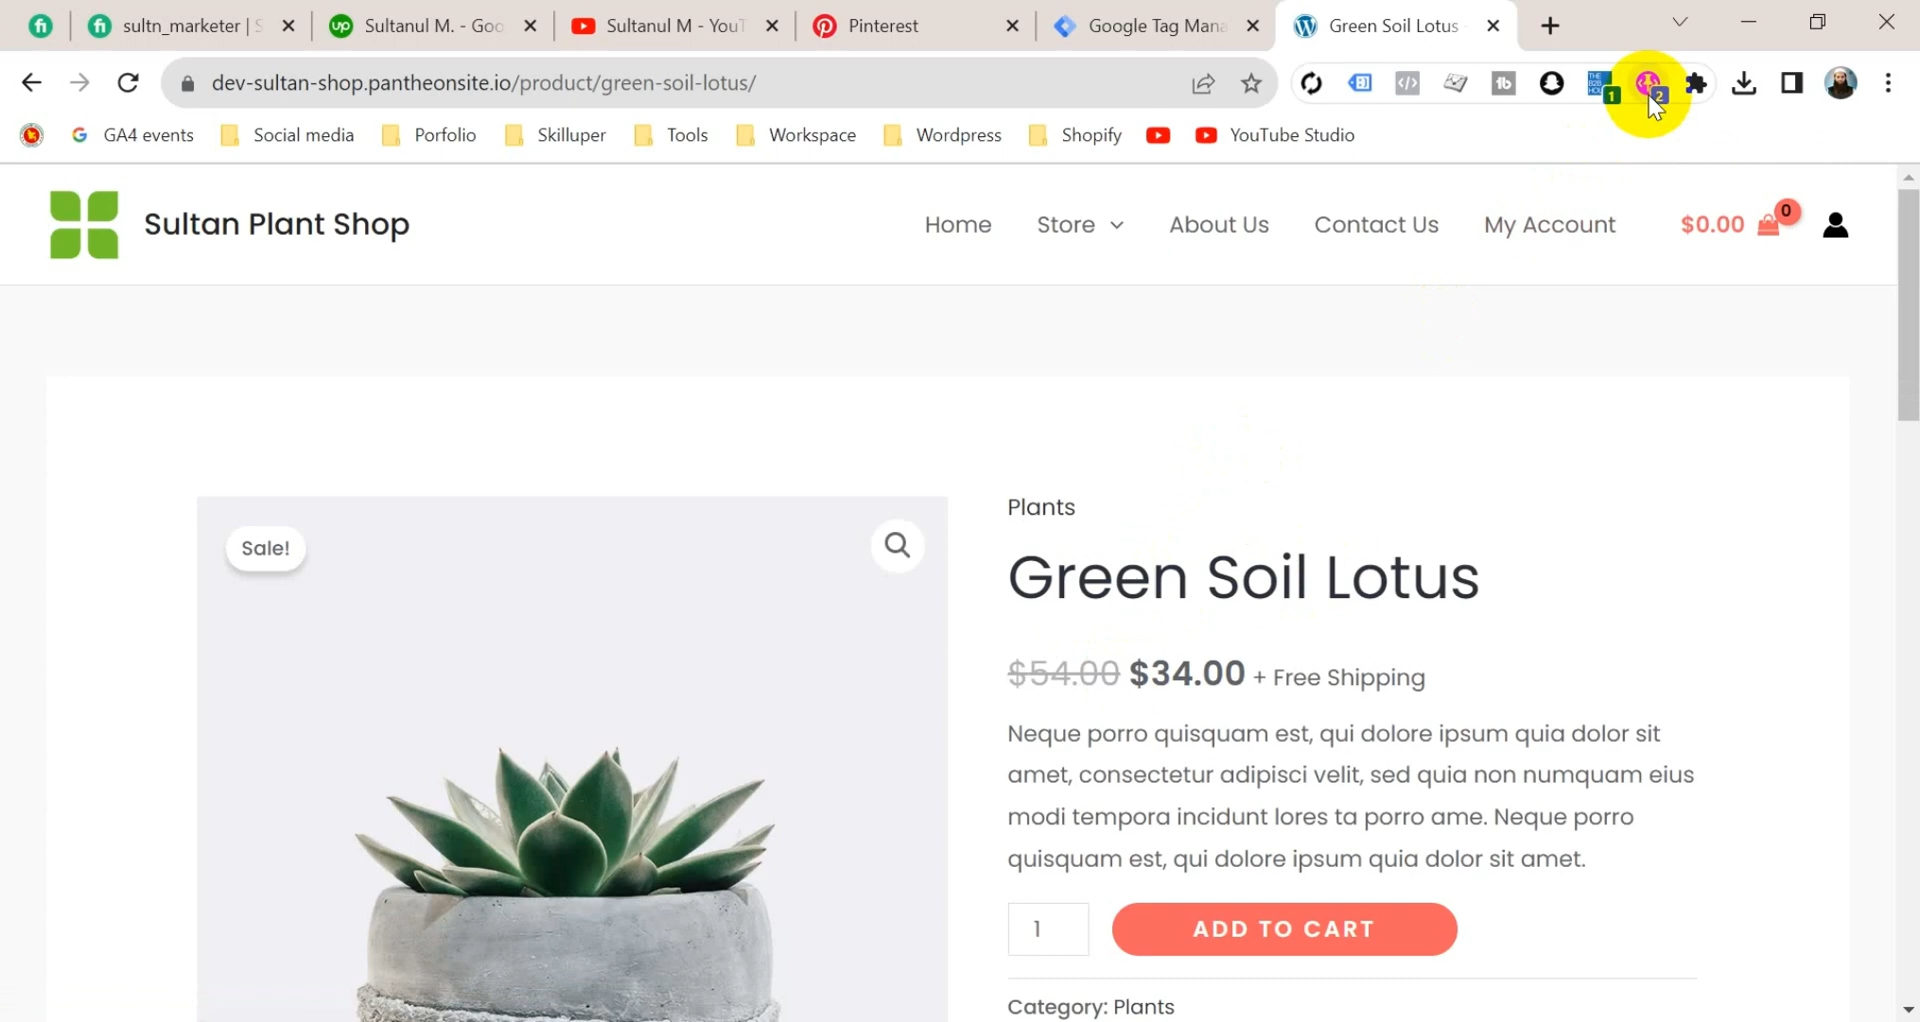 sultn_marketer | S
Sultanul M. - Goo
Sultanul M - YouT
Pinterest
Google Tag Mana
Green Soil Lotus -
dev-sultan-shop.pantheonsite.io/product/green-soil-lotus/
1
2
GA4 events
Social media
Porfolio
Skilluper
Tools
Workspace
Wordpress
Shopify
YouTube Studio
Sultan Plant Shop
Home
Store
About Us
Contact Us
My Account
$0.00
0
Plants
Sale!
Green Soil Lotus
$54.00 $34.00 + Free Shipping
Neque porro quisquam est, qui dolore ipsum quia dolor sit
amet, consectetur adipisci velit, sed quia non numquam eius
modi tempora incidunt lores ta porro ame. Neque porro
quisquam est, qui dolore ipsum quia dolor sit amet.
1
ADD TO CART
Category: Plants